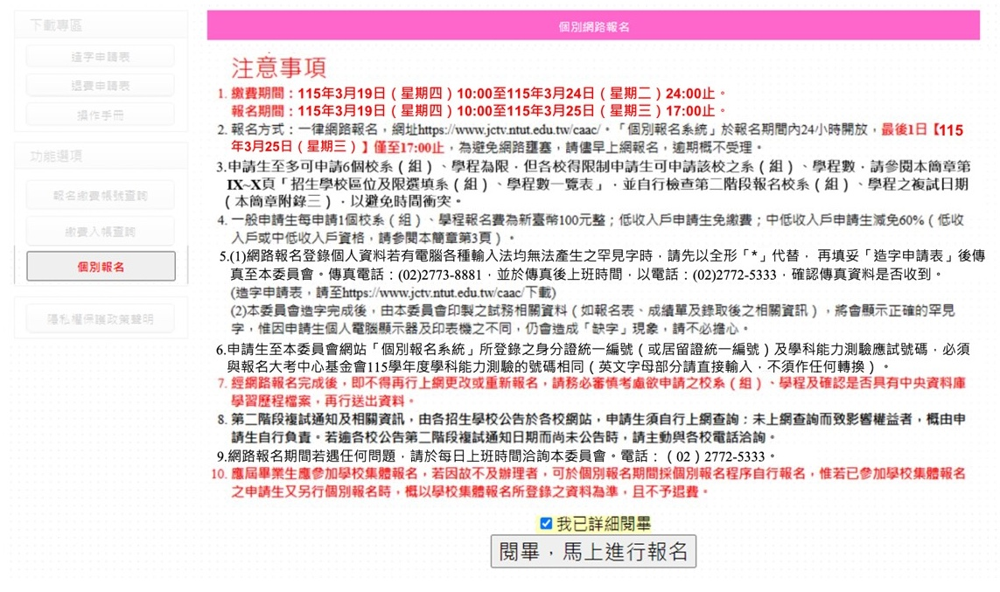 下載專區
造字申請表
退費申請表
操作手冊
功能選項
報名繳費帳號查詢
繳費入帳查詢
個別報名
隱私權保護政策聲明
個別網路報名
注意事項
1. 繳費期間：115年3月19日（星期四）10:00至115年3月24日（星期二）24:00止。
報名期間：115年3月19日（星期四）10:00至115年3月25日（星期三）17:00止。
2. 報名方式：一律網路報名，網址https://www.jctv.ntut.edu.tw/caac/。「個別報名系統」於報名期間內24小時開放，最後1日【115
年3月25日（星期三）】僅至17:00止，為避免網路壅塞，請儘早上網報名，逾期概不受理。
3.申請生至多可申請6個校系（組）、學程為限，但各校得限制申請生可申請該校之系（組）、學程數，請參閱本簡章第
IX~X頁「招生學校區位及限選填系（組）、學程數一覽表」，並自行檢查第二階段報名校系（組）、學程之複試日期
（本簡章附錄三），以避免時間衝突。
4. 一般申請生每申請1個校系（組）、學程報名費為新臺幣100元整；低收入戶申請生免繳費；中低收入戶申請生減免60%（低收
入戶或中低收入戶資格，請參閱本簡章第3頁）。
5.(1)網路報名登錄個人資料若有電腦各種輸入法均無法產生之罕見字時，請先以全形「*」代替， 再填妥「造字申請表」後傳
真至本委員會。傳真電話：(02)2773-8881，並於傳真後上班時間，以電話：(02)2772-5333，確認傳真資料是否收到。
(造字申請表，請至https://www.jctv.ntut.edu.tw/caac/下載)
(2)本委員會造字完成後，由本委員會印製之試務相關資料（如報名表、成績單及錄取後之相關資訊），將會顯示正確的罕見
字，惟因申請生個人電腦顯示器及印表機之不同，仍會造成「缺字」現象，請不必擔心。
6.申請生至本委員會網站「個別報名系統」所登錄之身分證統一編號（或居留證統一編號）及學科能力測驗應試號碼，必須
與報名大考中心基金會115學年度學科能力測驗的號碼相同（英文字母部分請直接輸入，不須作任何轉換）。
7. 經網路報名完成後，即不得再行上網更改或重新報名，請務必審慎考慮欲申請之校系（組）、學程及確認是否具有中央資料庫
學習歷程檔案，再行送出資料。
8. 第二階段複試通知及相關資訊，由各招生學校公告於各校網站，申請生須自行上網查詢；未上網查詢而致影響權益者，概由申
請生自行負責。若逾各校公告第二階段複試通知日期而尚未公告時，請主動與各校電話洽詢。
9.網路報名期間若遇任何問題，請於每日上班時間洽詢本委員會。電話：（02）2772-5333。
10. 應屆畢業生應參加學校集體報名，若因故不及辦理者，可於個別報名期間採個別報名程序自行報名，惟若已參加學校集體報名
之申請生又另行個別報名時，概以學校集體報名所登錄之資料為準，且不予退費。
我已詳細閱畢
閱畢，馬上進行報名